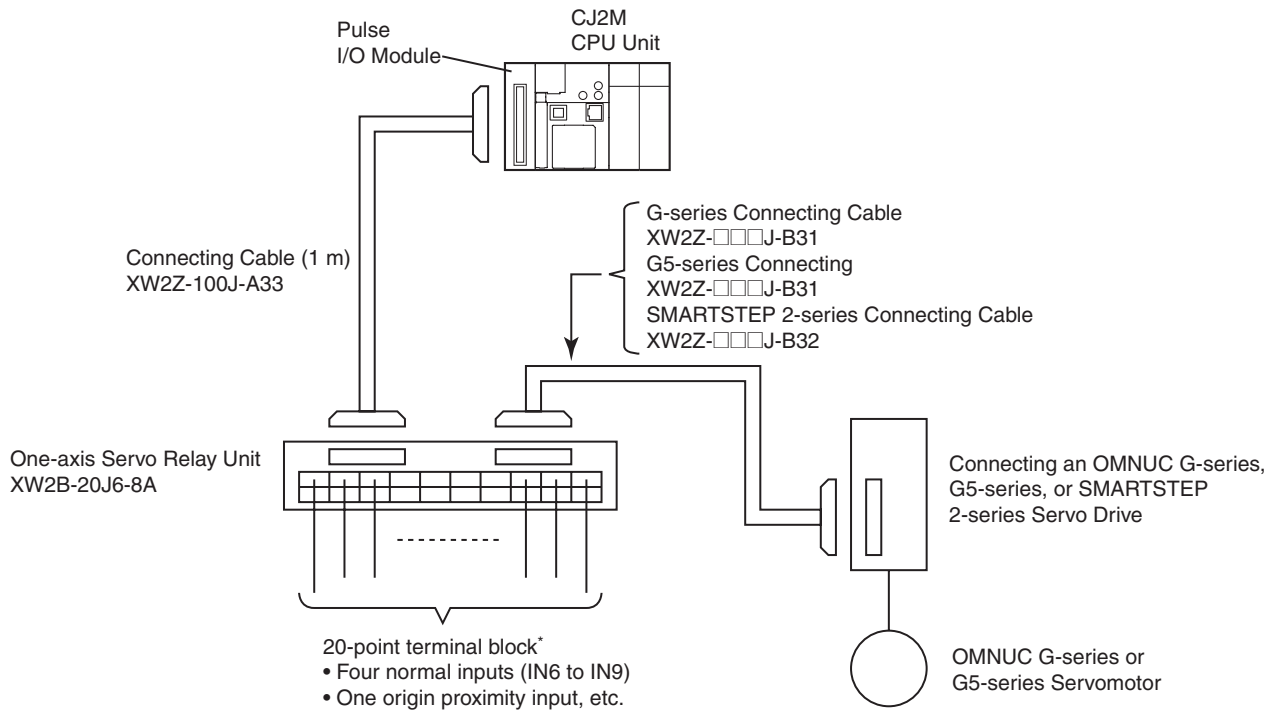 Pulse
I/O Module
CJ2M
CPU Unit
G-series Connecting Cable
XW2Z-□□□J-B31
G5-series Connecting
XW2Z-□□□J-B31
SMARTSTEP 2-series Connecting Cable
XW2Z-□□□J-B32
Connecting Cable (1 m)
XW2Z-100J-A33
One-axis Servo Relay Unit
XW2B-20J6-8A
Connecting an OMNUC G-series,
G5-series, or SMARTSTEP
2-series Servo Drive
20-point terminal block*
• Four normal inputs (IN6 to IN9)
• One origin proximity input, etc.
OMNUC G-series or
G5-series Servomotor